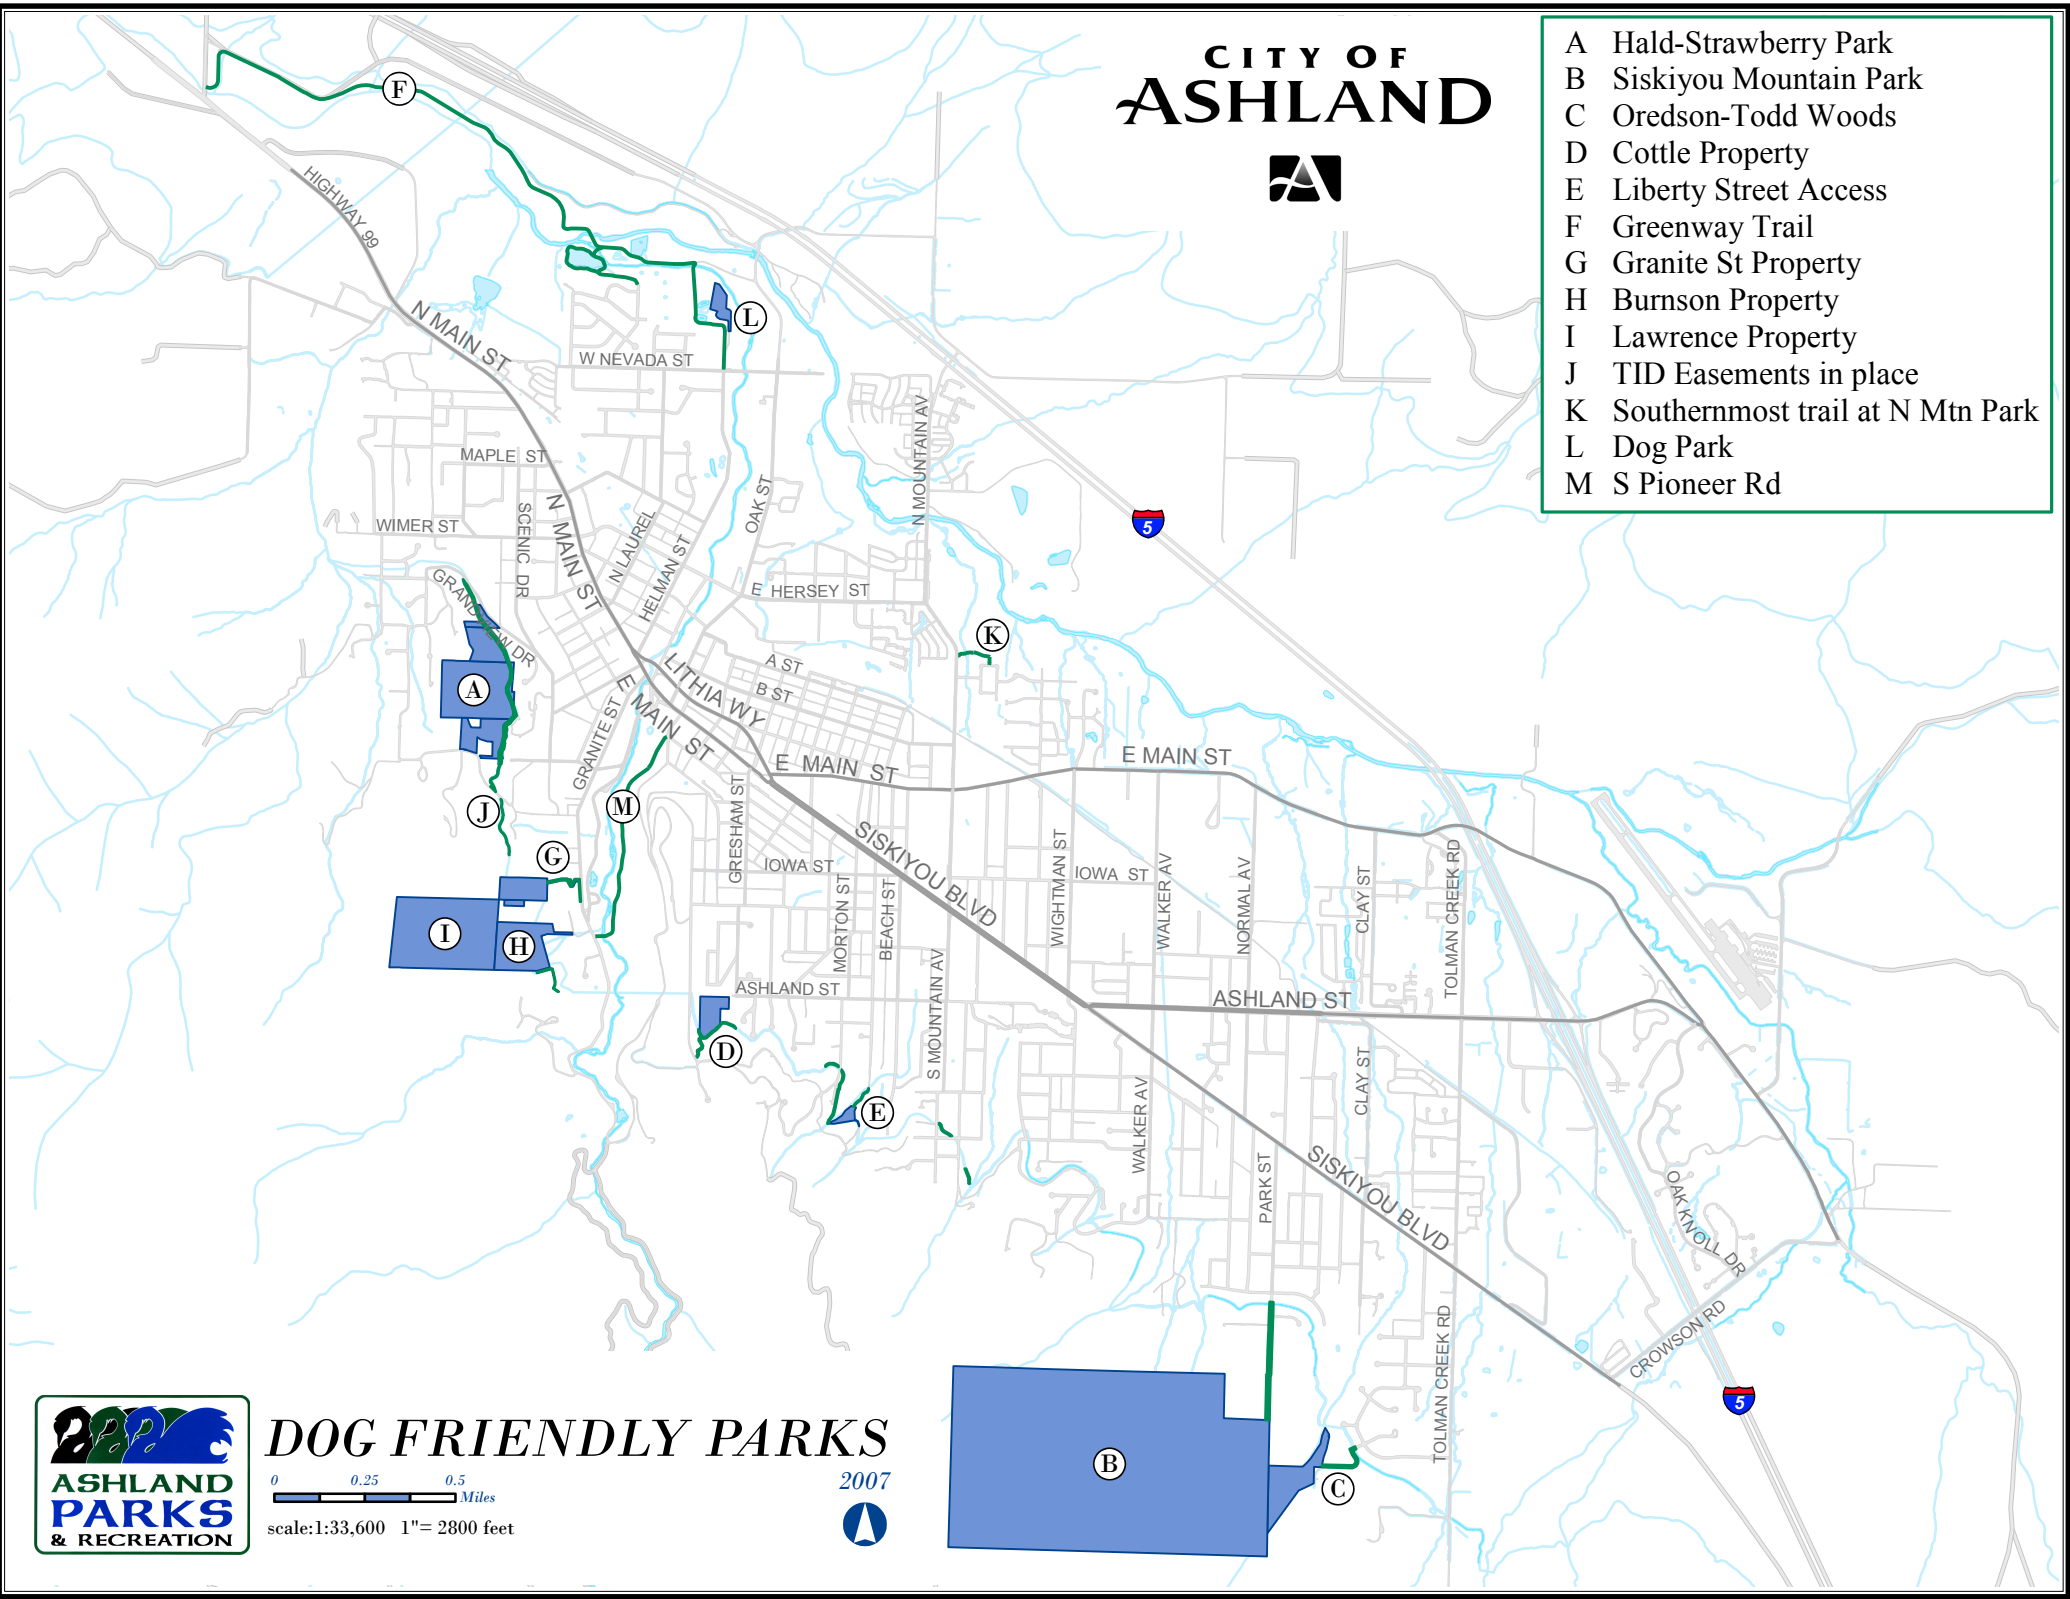 CITY OF
ASHLAND
A Hald-Strawberry Park
B Siskiyou Mountain Park
C Oredson-Todd Woods
D Cottle Property
E Liberty Street Access
F Greenway Trail
G Granite St Property
H Burnson Property
I Lawrence Property
J TID Easements in place
K Southernmost trail at N Mtn Park
L Dog Park
M S Pioneer Rd
F
HIGHWAY 99
N MAIN ST
L
W NEVADA ST
N MOUNTAIN AV
MAPLE ST
SCENIC DR
N MAIN ST
OAK ST
WIMER ST
N LAUREL
HELMAN ST
5
GRANDVIEW DR
E HERSEY ST
K
A
A ST
B ST
LITHIA WY
E MAIN ST
GRANITE ST
E MAIN ST
E MAIN ST
J
M
G
GRESHAM ST
IOWA ST
SISKIYOU BLVD
MORTON ST
BEACH ST
WIGHTMAN ST
IOWA ST
WALKER AV
NORMAL AV
CLAY ST
TOLMAN CREEK RD
I
H
ASHLAND ST
S MOUNTAIN AV
ASHLAND ST
D
E
WALKER AV
CLAY ST
PARK ST
SISKIYOU BLVD
OAK KNOLL DR
CROWSON RD
TOLMAN CREEK RD
5
B
C
ASHLAND
PARKS
& RECREATION
DOG FRIENDLY PARKS
2007
0 0.25 0.5
Miles
scale:1:33,600 1"= 2800 feet